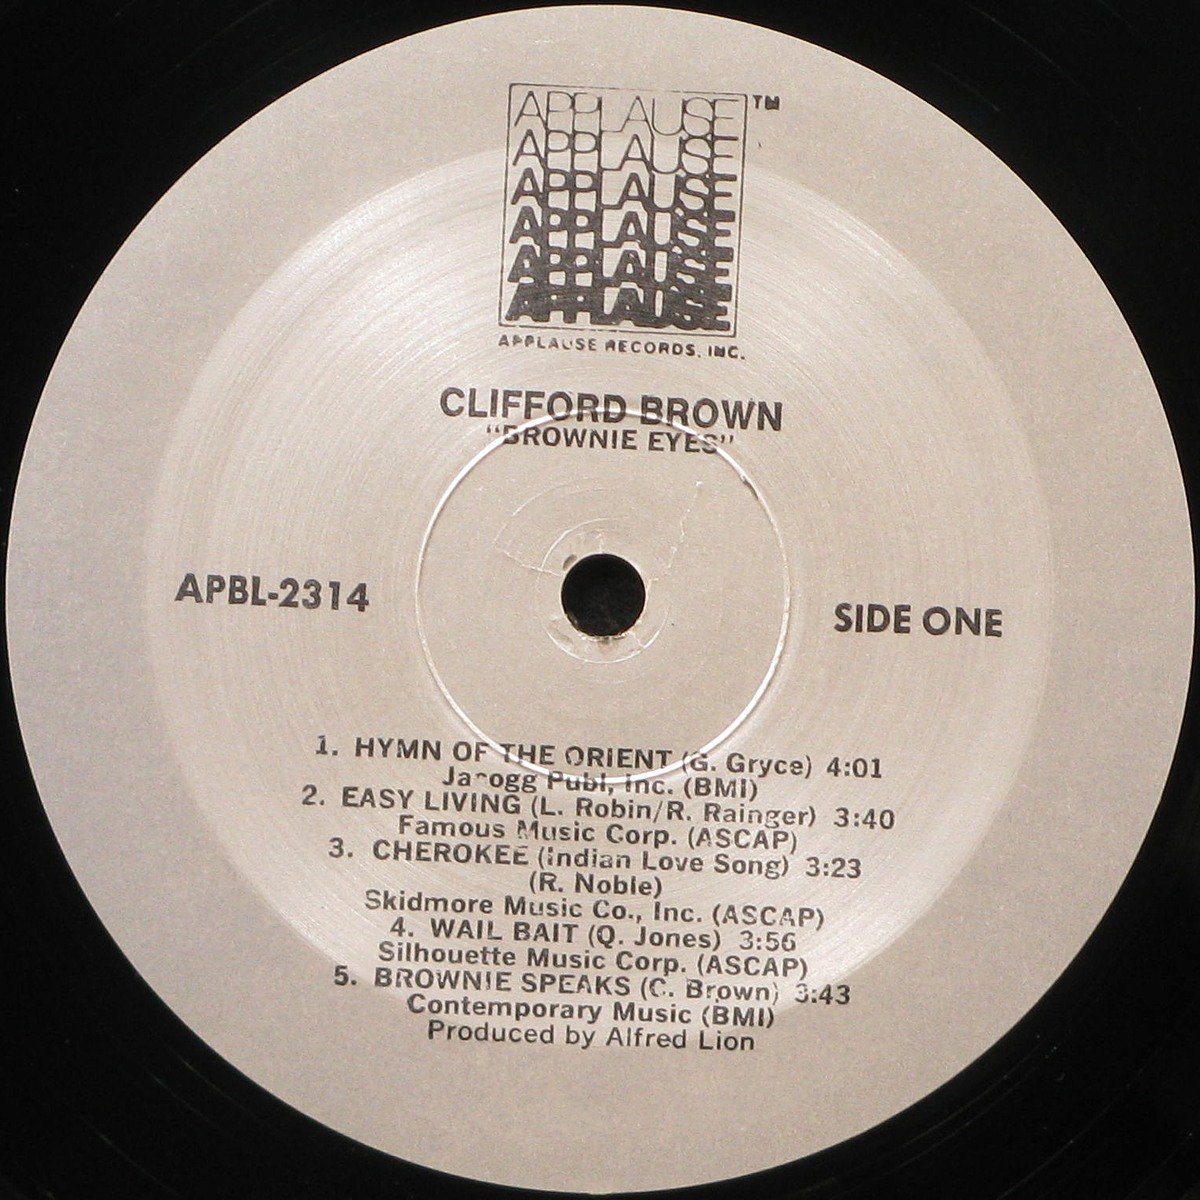 APPLAUSE ™
APPLAUSE
APPLAUSE
APPLAUSE
APPLAUSE
APPLAUSE
APPLAUSE RECORDS, INC.
CLIFFORD BROWN
"BROWNIE EYES"
APBL-2314
SIDE ONE
1. HYMN OF THE ORIENT (G. Gryce) 4:01
Publ, Inc. (BMI)
2. EASY LIVING (L. Robin/R. Rainger) 3:40
Famous Music Corp. (ASCAP)
3. CHEROKEE (Indian Love Song) 3:23
(R. Noble)
Skidmore Music Co., Inc. (ASCAP)
4. WAIL BAIT (Q. Jones) 3:56
Silhouette Music Corp. (ASCAP)
5. BROWNIE SPEAKS (C. Brown) 3:43
Contemporary Music (BMI)
Produced by Alfred Lion